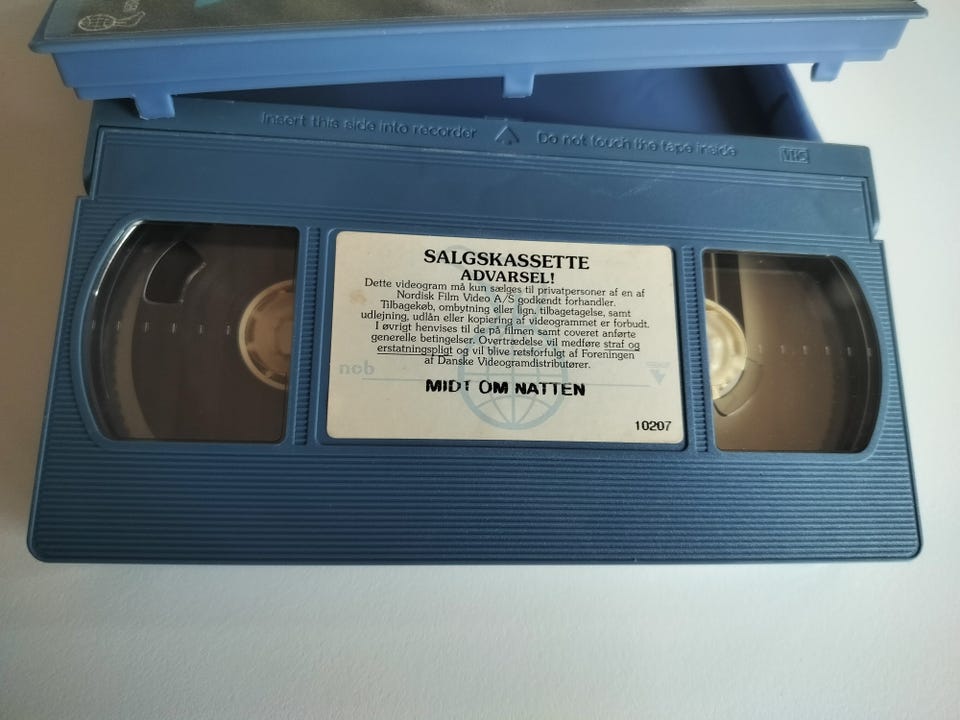 Insert this side into recorder Do not touch the tape inside VHS
SALGSKASSETTE
ADVARSEL!
Dette videogram må kun sælges til privatpersoner af en af
Nordisk Film Video A/S godkendt forhandler.
Tilbagekøb, ombytning eller lign. tilbagetagelse, samt
udlejning, udlån eller kopiering af videogrammet er forbudt.
I øvrigt henvises til de på filmen samt coveret anførte
generelle betingelser. Overtrædelse vil medføre straf og
erstatningspligt og vil blive retsforfulgt af Foreningen
af Danske Videogramdistributører.
MIDT OM NATTEN
10207